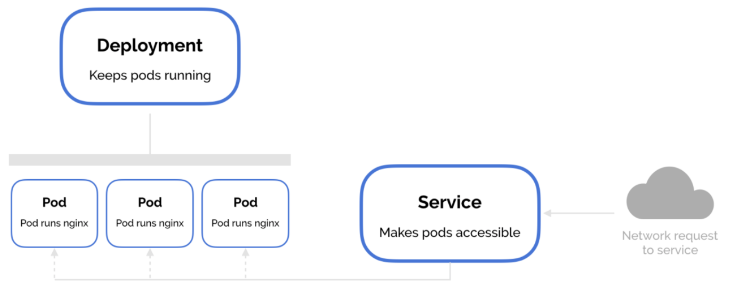 Deployment
Keeps pods running
Pod
Pod runs nginx
Pod
Pod runs nginx
Pod
Pod runs nginx
Service
Makes pods accessible
Network request
to service